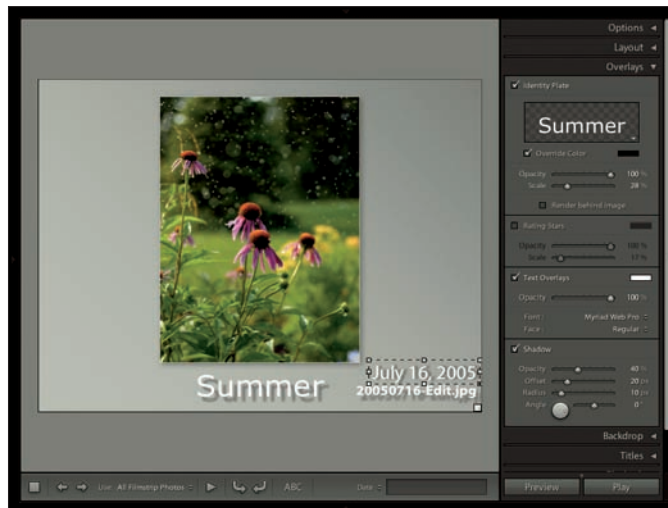 Options
Layout
Overlays
Identity Plate
Summer
Override Color
Opacity 100 %
Scale 28 %
Render behind image
Rating Stars
Opacity 100 %
Scale 17 %
Text Overlays
Opacity 100 %
Font : Myriad Web Pro
Face : Regular
Shadow
Opacity 40 %
Offset 20 px
Radius 10 px
Angle 0 °
Backdrop
Titles
Preview Play
July 16, 2005
Summer
20050716-Edit.jpg
Use: All Filmstrip Photos ABC Date